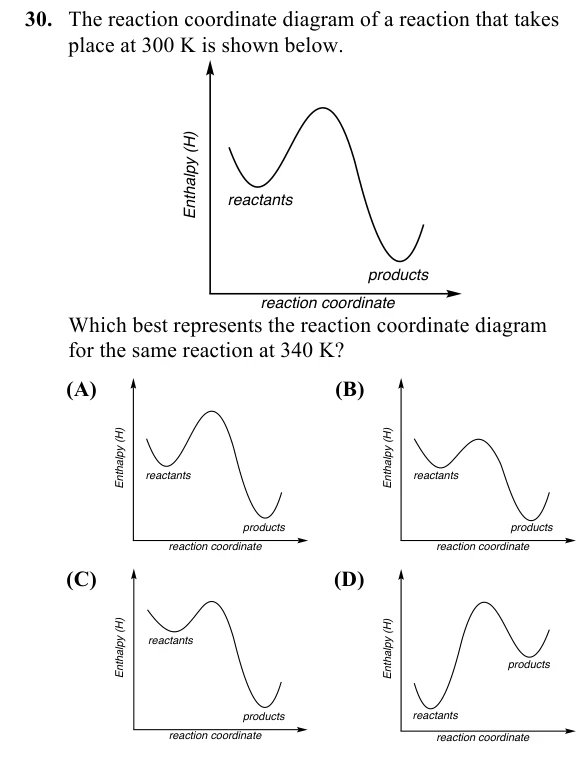 30. The reaction coordinate diagram of a reaction that takes
place at 300 K is shown below.
Enthalpy (H)
reactants
products
reaction coordinate
Which best represents the reaction coordinate diagram
for the same reaction at 340 K?
(A)
Enthalpy (H)
reactants
products
reaction coordinate
(B)
Enthalpy (H)
reactants
products
reaction coordinate
(C)
Enthalpy (H)
reactants
products
reaction coordinate
(D)
Enthalpy (H)
products
reactants
reaction coordinate